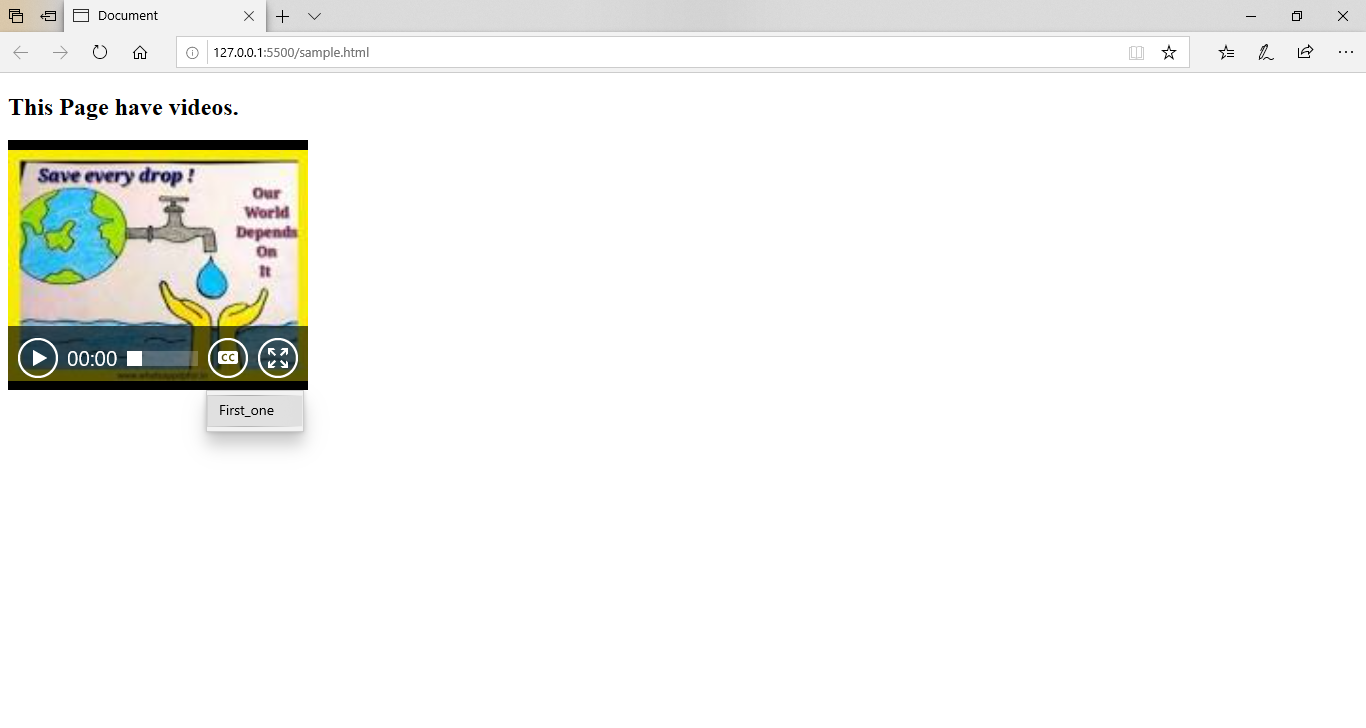 Document
127.0.0.1:5500/sample.html
This Page have videos.
Save every drop !
Our
World
Depends
On
It
00:00
CC
First_one